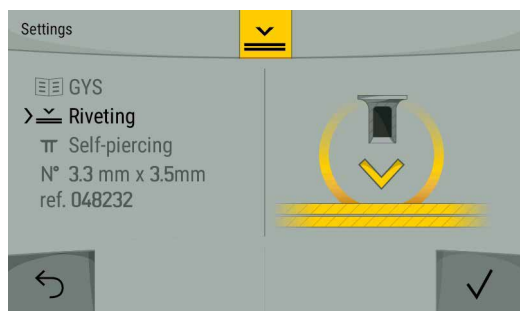 Settings
GYS
Riveting
Self-piercing
N° 3.3 mm x 3.5mm
ref. 048232